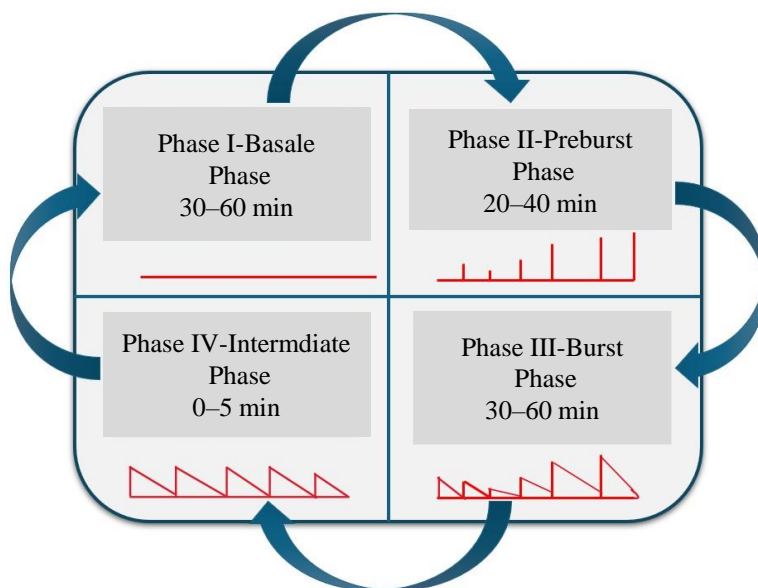 Phase I-Basale
Phase
30–60 min
Phase II-Preburst
Phase
20–40 min
Phase IV-Intermdiate
Phase
0–5 min
Phase III-Burst
Phase
30–60 min